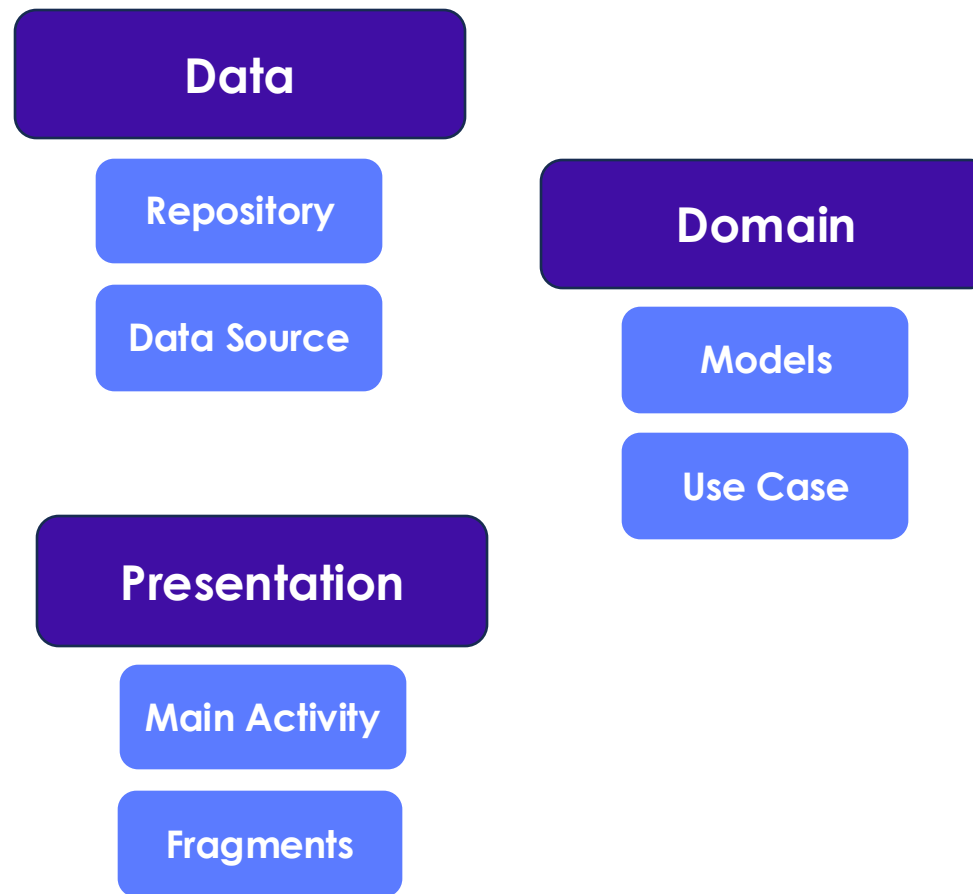 Data
Repository
Data Source
Domain
Models
Use Case
Presentation
Main Activity
Fragments